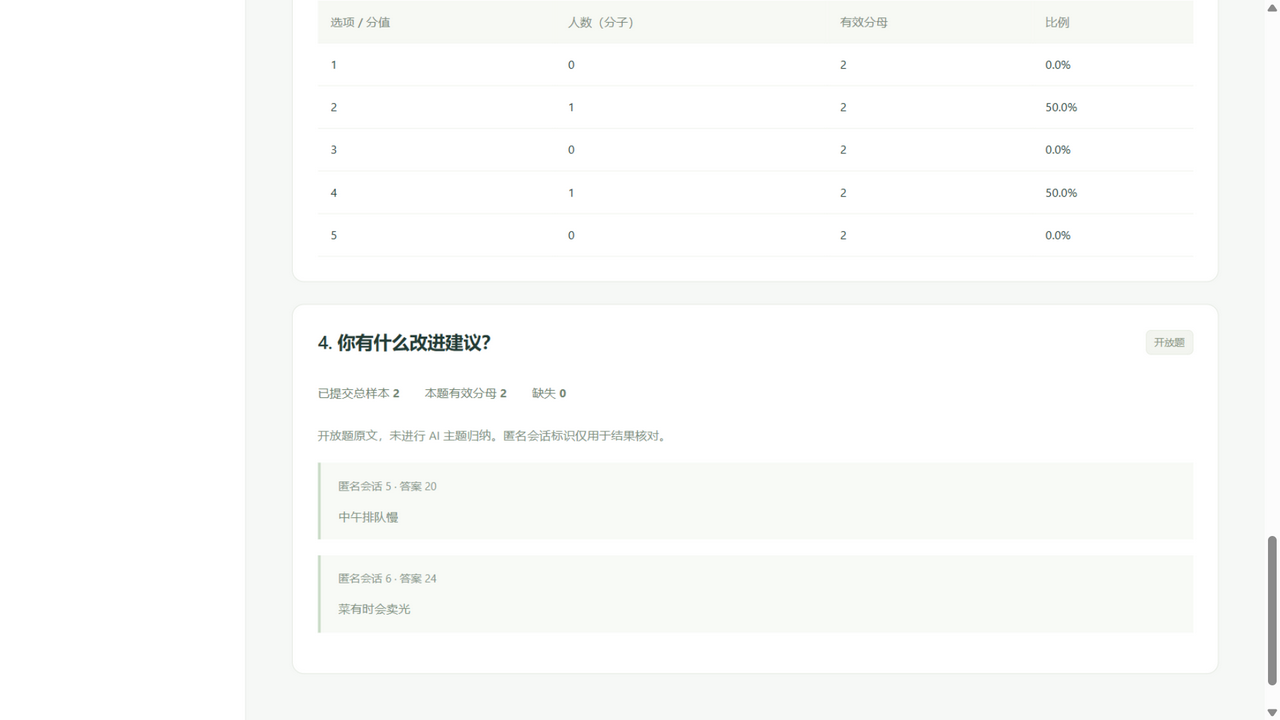 选项 / 分值 人数（分子） 有效分母 比例
1 0 2 0.0%
2 1 2 50.0%
3 0 2 0.0%
4 1 2 50.0%
5 0 2 0.0%
4. 你有什么改进建议？ 开放题
已提交总样本 2 本题有效分母 2 缺失 0
开放题原文，未进行 AI 主题归纳。匿名会话标识仅用于结果核对。
匿名会话 5 · 答案 20
中午排队慢
匿名会话 6 · 答案 24
菜有时会卖光